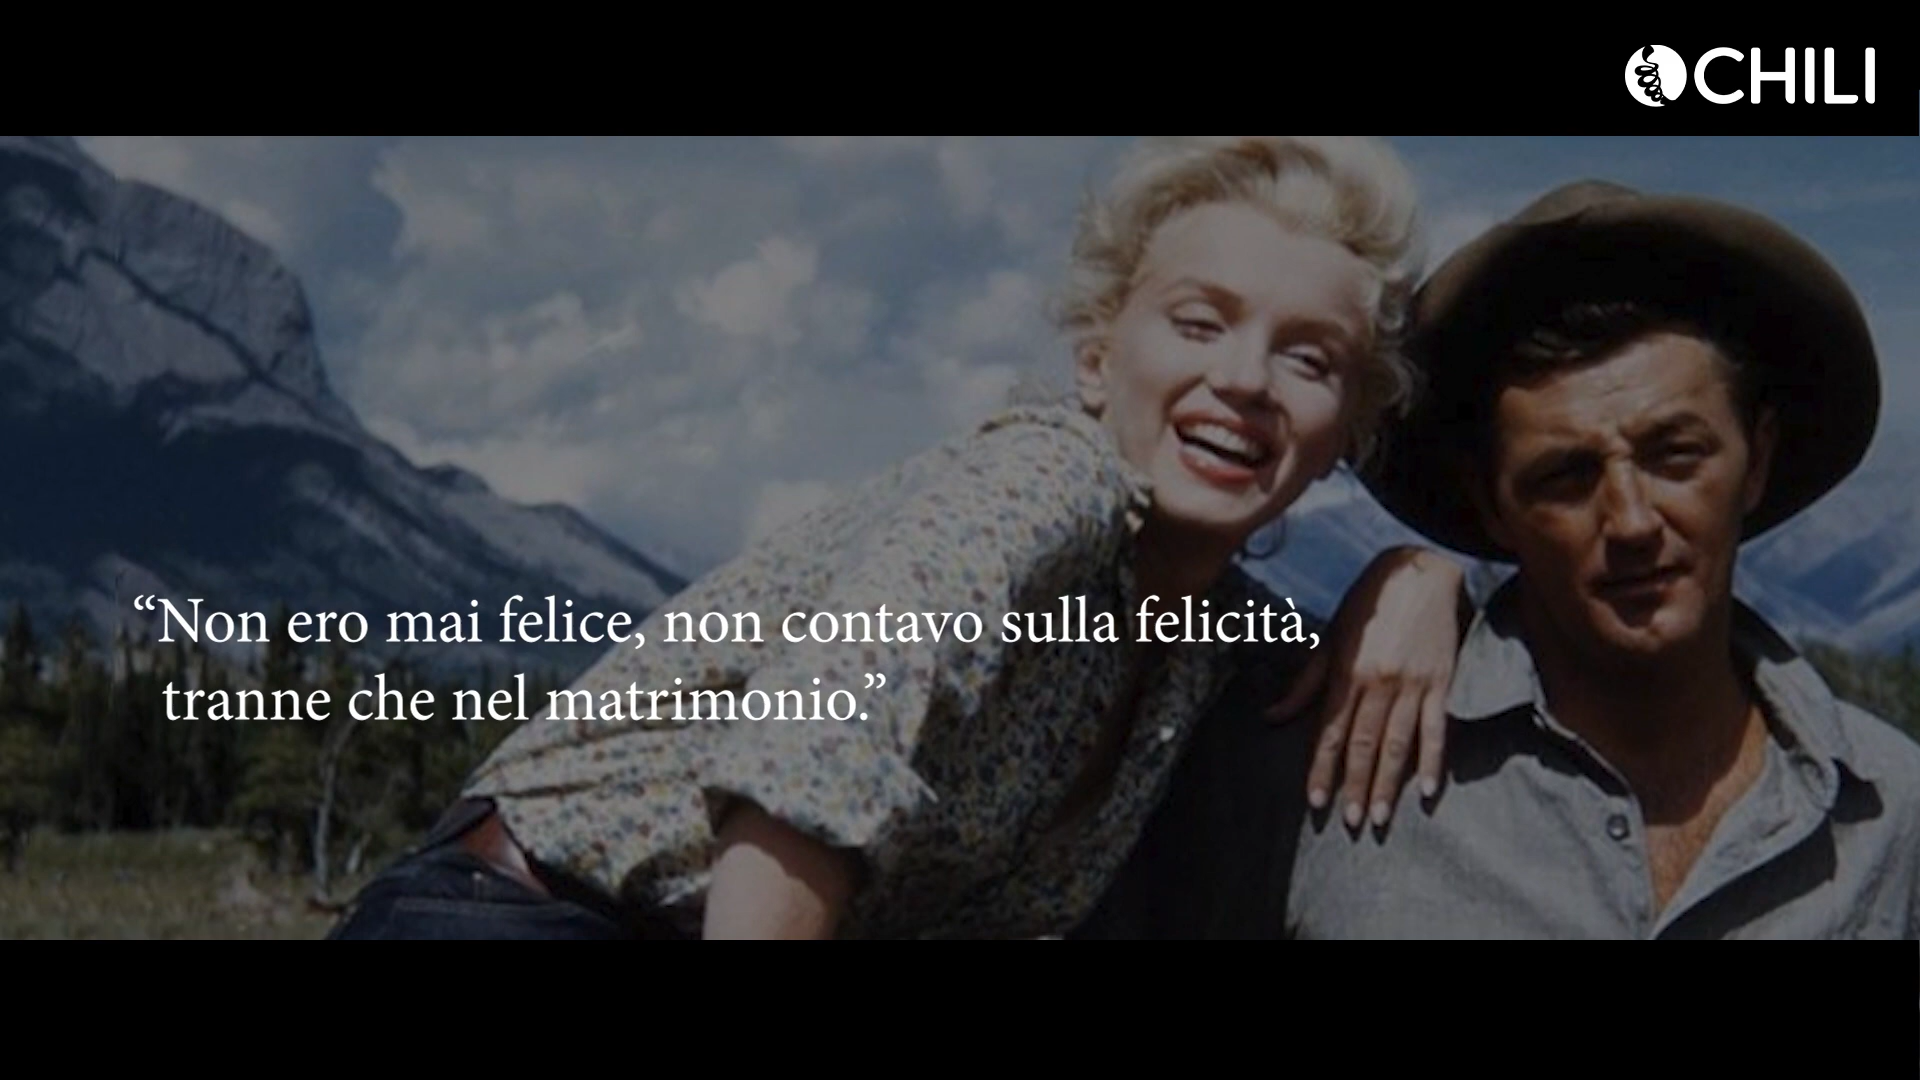 CHILI
“Non ero mai felice, non contavo sulla felicità,
tranne che nel matrimonio.”